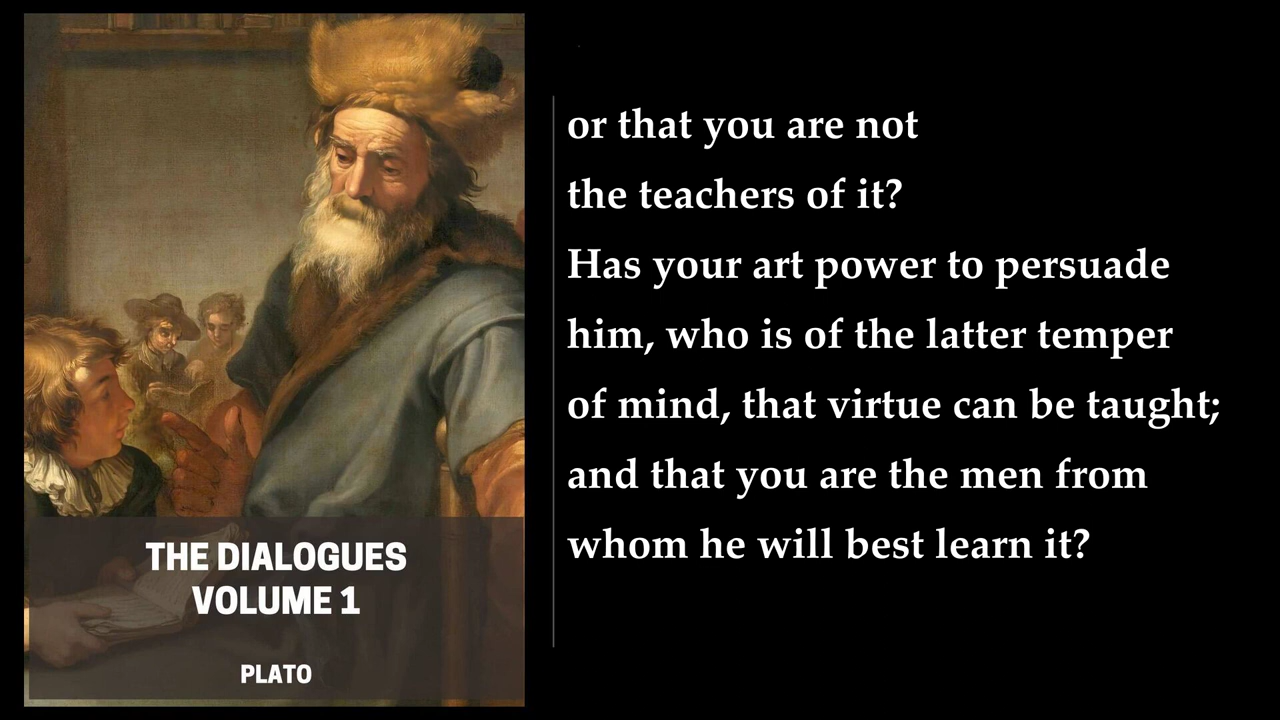 THE DIALOGUES
VOLUME 1
PLATO
or that you are not
the teachers of it?
Has your art power to persuade
him, who is of the latter temper
of mind, that virtue can be taught;
and that you are the men from
whom he will best learn it?